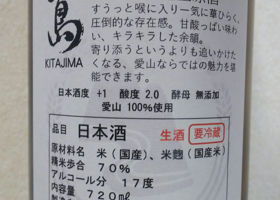 島
KITAJIMA
すうっと喉に入り一気に華ひらく、
圧倒的な存在感。甘酸っぱい味わ
い、キラキラした余韻。
寄り添うというよりも追いかけた
くなる、愛山ならではの魅力を堪
能できます。
日本酒度 +1 酸度 2.0 酵母 無添加
愛山 100%使用
品目 日本酒 生酒 要冷蔵
原材料名 米(国産)、米麹(国産米)
精米歩合 70%
アルコール分 17度
内容量 720ml